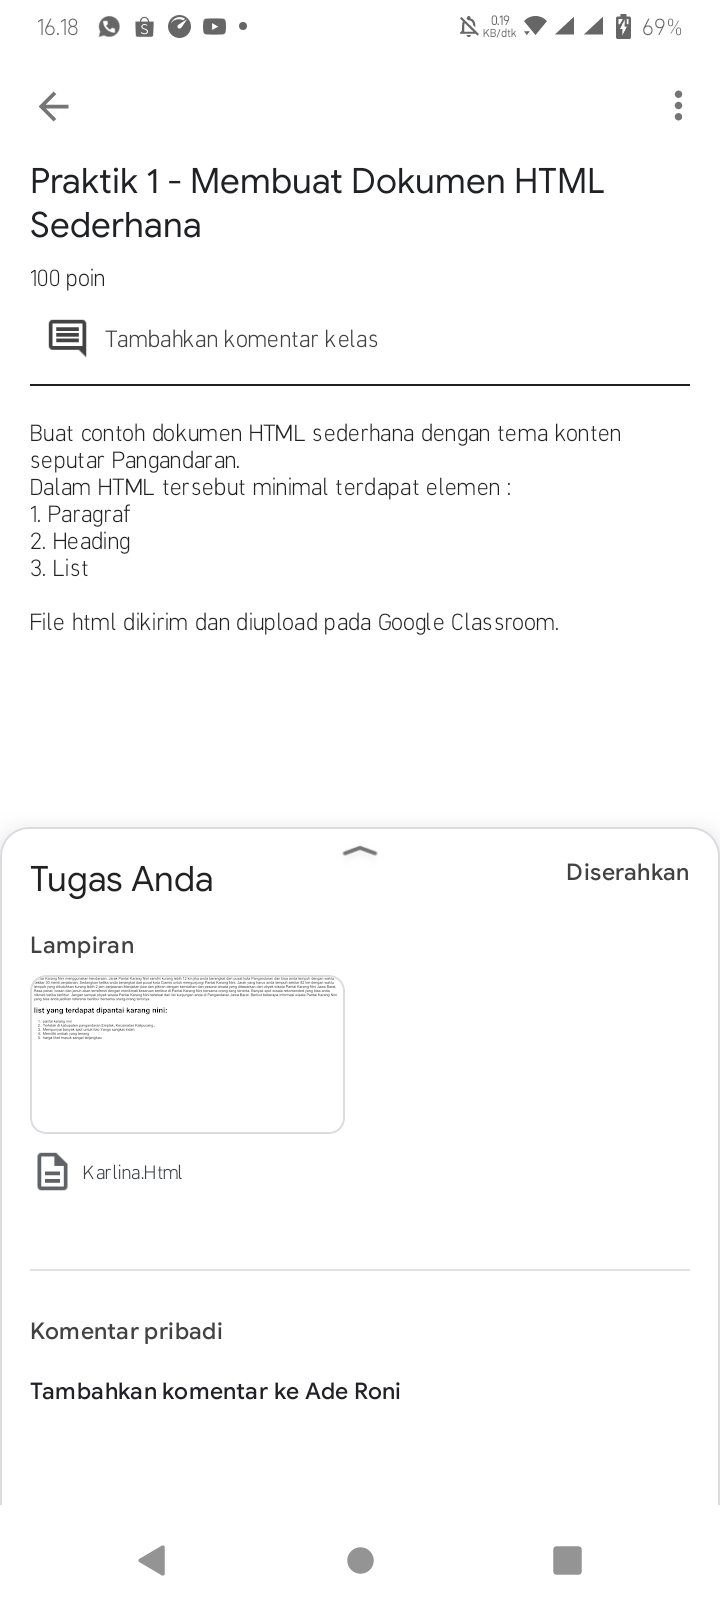 16.18
0.19
KB/dtk
69%
Praktik 1 - Membuat Dokumen HTML
Sederhana
100 poin
Tambahkan komentar kelas
Buat contoh dokumen HTML sederhana dengan tema konten
seputar Pangandaran.
Dalam HTML tersebut minimal terdapat elemen :
1. Paragraf
2. Heading
3. List
File html dikirim dan diupload pada Google Classroom.
Tugas Anda
Diserahkan
Lampiran
list yang terdapat dipantai karang nini:
Karlina.Html
Komentar pribadi
Tambahkan komentar ke Ade Roni